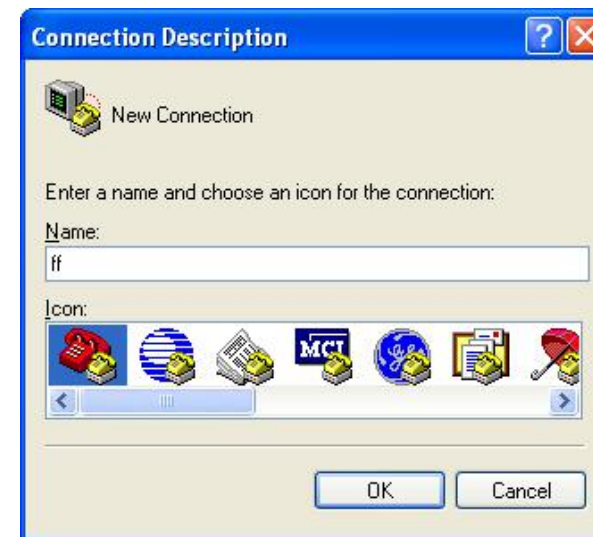 Connection Description
New Connection
Enter a name and choose an icon for the connection:
Name:
ff
Icon:
MCI
OK
Cancel